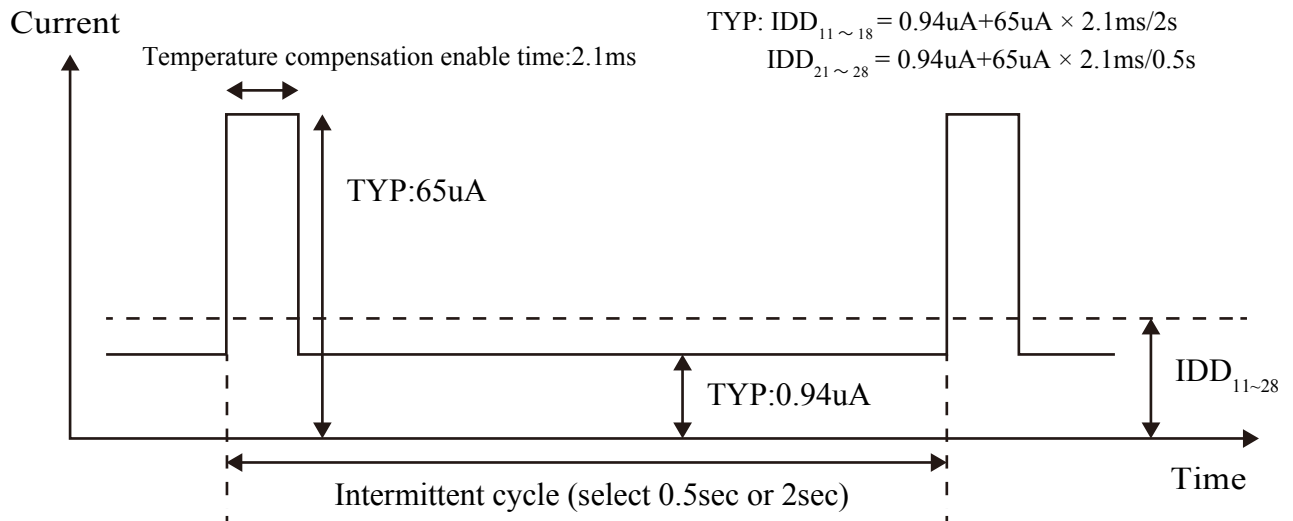 Current
TYP: IDD11～18 = 0.94uA+65uA × 2.1ms/2s
IDD21～28 = 0.94uA+65uA × 2.1ms/0.5s
Temperature compensation enable time:2.1ms
TYP:65uA
TYP:0.94uA
IDD11~28
Time
Intermittent cycle (select 0.5sec or 2sec)